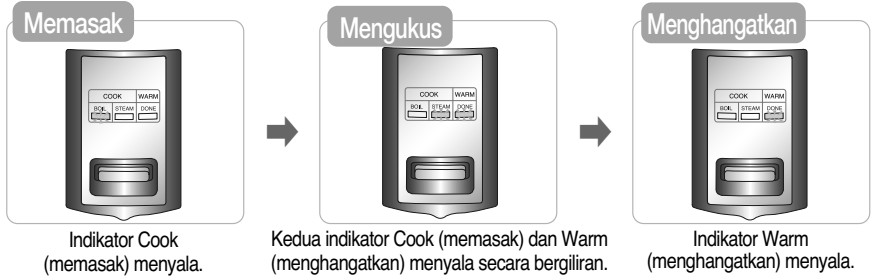 Memasak
COOK WARM
BOIL STEAM DONE
Indikator Cook
(memasak) menyala.
Mengukus
COOK WARM
BOIL STEAM DONE
Kedua indikator Cook (memasak) dan Warm
(menghangatkan) menyala secara bergiliran.
Menghangatkan
COOK WARM
BOIL STEAM DONE
Indikator Warm
(menghangatkan) menyala.